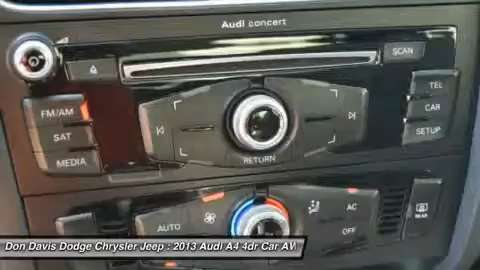 Audi concert
SCAN
FM/AM
TEL
CAR
SAT
SETUP
MEDIA
RETURN
AUTO
AC
OFF
REAR
Don Davis Dodge Chrysler Jeep : 2013 Audi A4 4dr Car AV